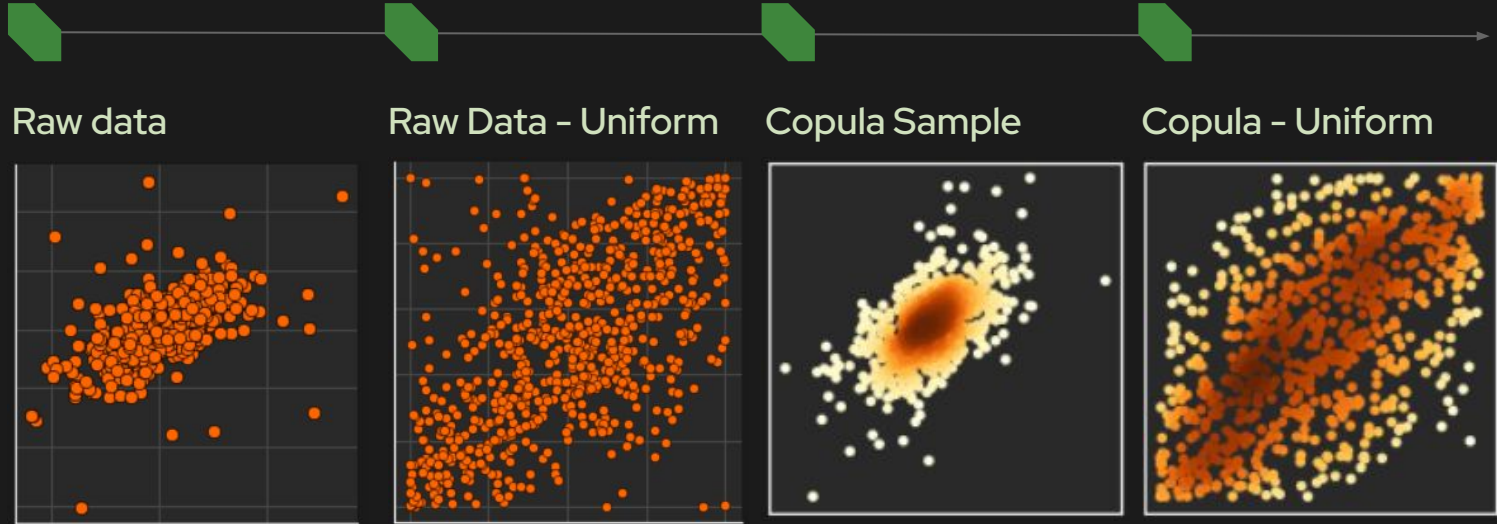 Raw data
Raw Data - Uniform
Copula Sample
Copula - Uniform